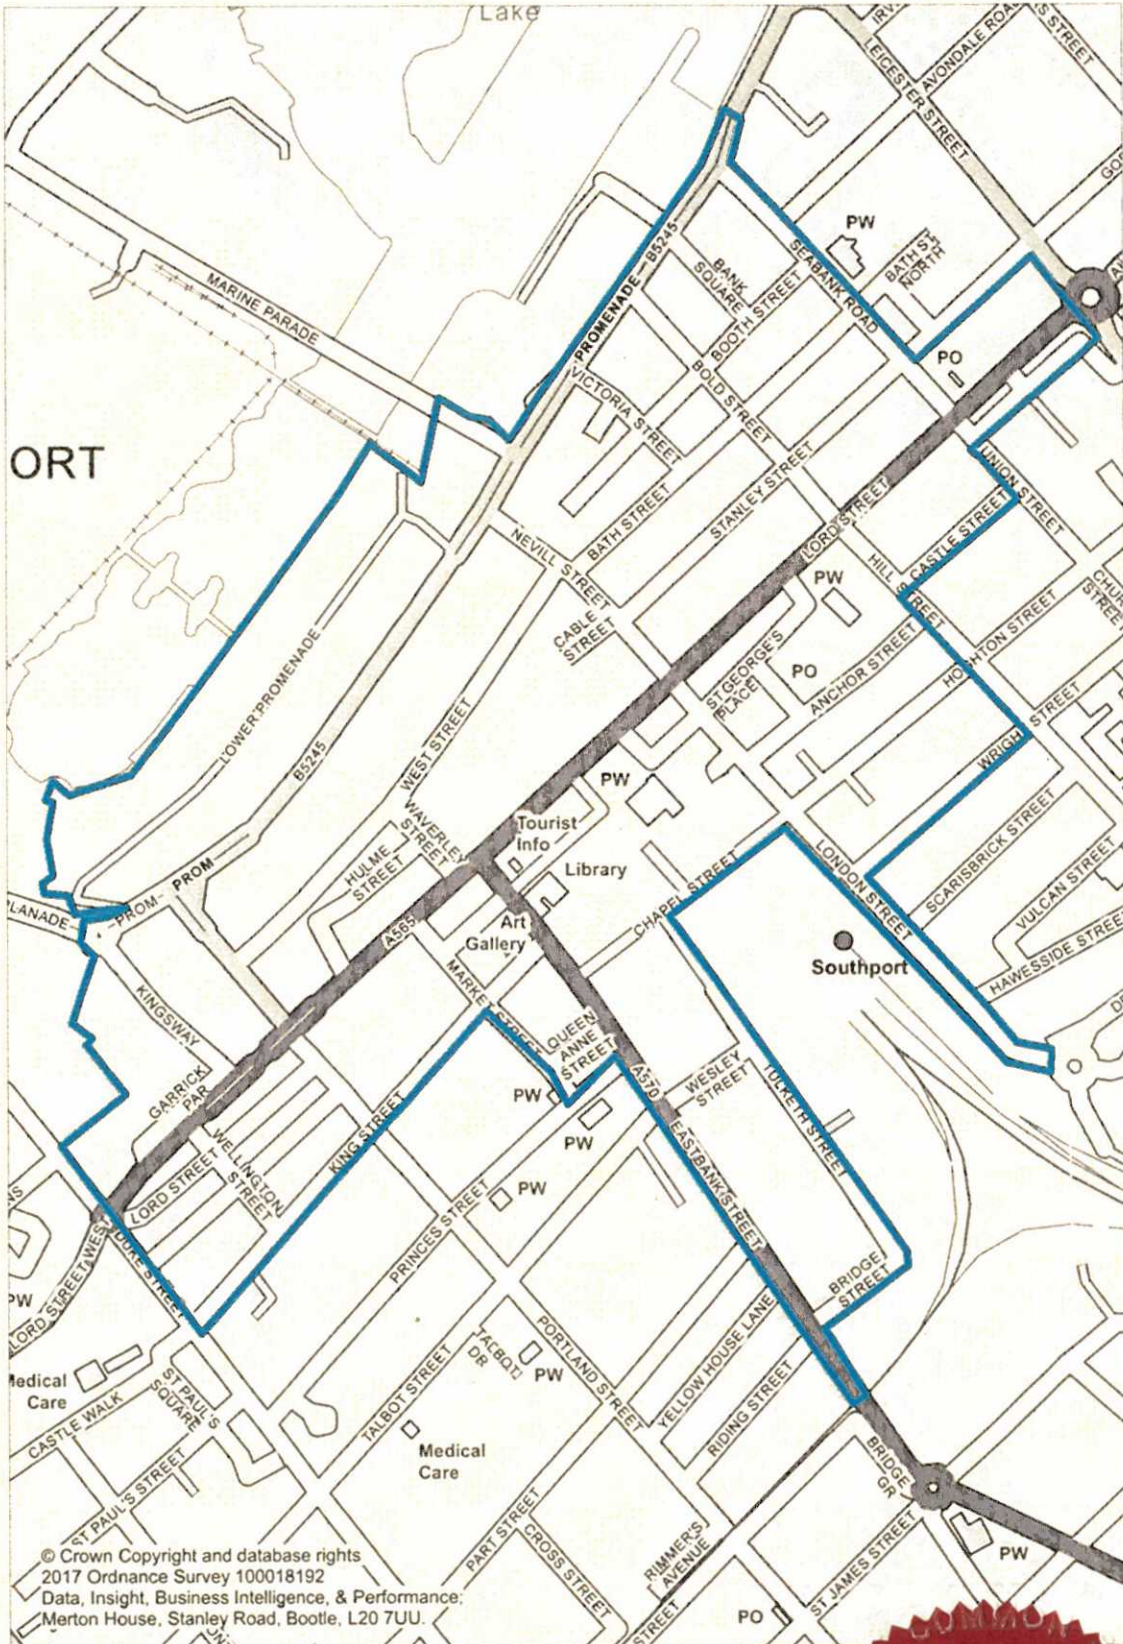 Lake
IRV
LEICESTER STREET
AVONDALE ROAD
S STREET
GOR
PW
SEABANK ROAD
BATH ST
NORTH
BANK
SQUARE
BOOTH STREET
PROMENADE - B5245
MARINE PARADE
PO
VICTORIA STREET
BOLD STREET
ORT
UNION STREET
STANLEY STREET
BATH STREET
LORD STREET
NEVILL STREET
CASTLE STREET
HILL
STREET
PW
CHUR
STREET
CABLE
STREET
HOGHTON STREET
ST GEORGE'S
PLACE
PO
ANCHOR STREET
LOWER PROMENADE
B5245
WEST STREET
WRIGH
STREET
PW
WAVERLEY
STREET
Tourist
Info
HULME
STREET
Library
LONDON STREET
SCARISBRICK STREET
VULCAN STREET
CHAPEL STREET
PROM
-PROM-
PLANADE
A565
Art
Gallery
Southport
HAWESSIDE STREET
MARKET STREET
KINGSWAY
QUEEN
ANNE
STREET
GARRICK
PAR
A570
WESLEY
STREET
TULKETH STREET
PW
PW
KING STREET
WELLINGTON
STREET
LORD STREET
EASTBANK STREET
PW
PRINCES STREET
DUKE STREET
LORD STREET WEST
BRIDGE
STREET
PW
YELLOW HOUSE LANE
PORTLAND STREET
TALBOT
DR
PW
RIDING STREET
Medical
Care
ST PAUL'S
SQUARE
CASTLE WALK
TALBOT STREET
Medical
Care
BRIDGE
GR
ST PAUL'S STREET
PART STREET
CROSS STREET
RIMMER'S
AVENUE
ST JAMES STREET
PW
PO
STREET
© Crown Copyright and database rights
2017 Ordnance Survey 100018192
Data, Insight, Business Intelligence, & Performance;
Merton House, Stanley Road, Bootle, L20 7UU.